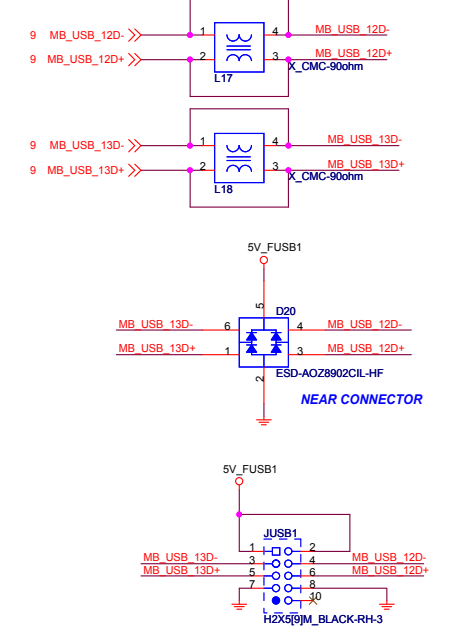 9 MB_USB_12D- 1 4 MB_USB_12D-
9 MB_USB_12D+ 2 3 MB_USB_12D+
X_CMC-90ohm
L17
9 MB_USB_13D- 1 4 MB_USB_13D-
9 MB_USB_13D+ 2 3 MB_USB_13D+
X_CMC-90ohm
L18
5V_FUSB1
5 D20
MB_USB_13D- 6 4 MB_USB_12D-
MB_USB_13D+ 1 3 MB_USB_12D+
2 ESD-AOZ8902CIL-HF
NEAR CONNECTOR
5V_FUSB1
JUSB1
1 2
MB_USB_13D- 3 4 MB_USB_12D-
MB_USB_13D+ 5 6 MB_USB_12D+
7 8
10
H2X5[9]M_BLACK-RH-3